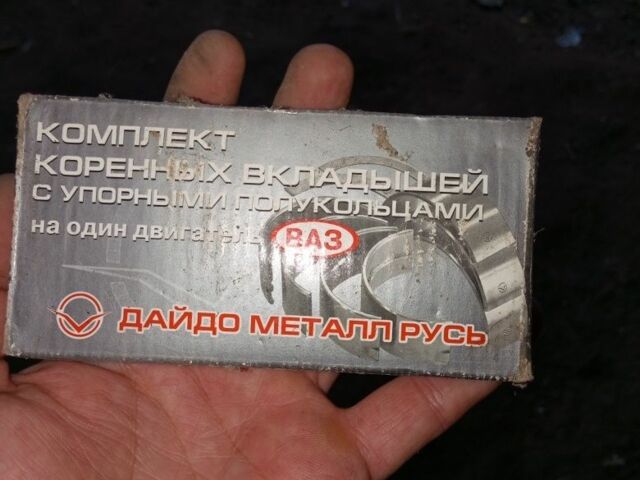 КОМПЛЕКТ
КОРЕННЫХ ВКЛАДЫШЕЙ
С УПОРНЫМИ ПОЛУКОЛЬЦАМИ
на один двигатель ВАЗ
ДАЙДО МЕТАЛЛ РУСЬ